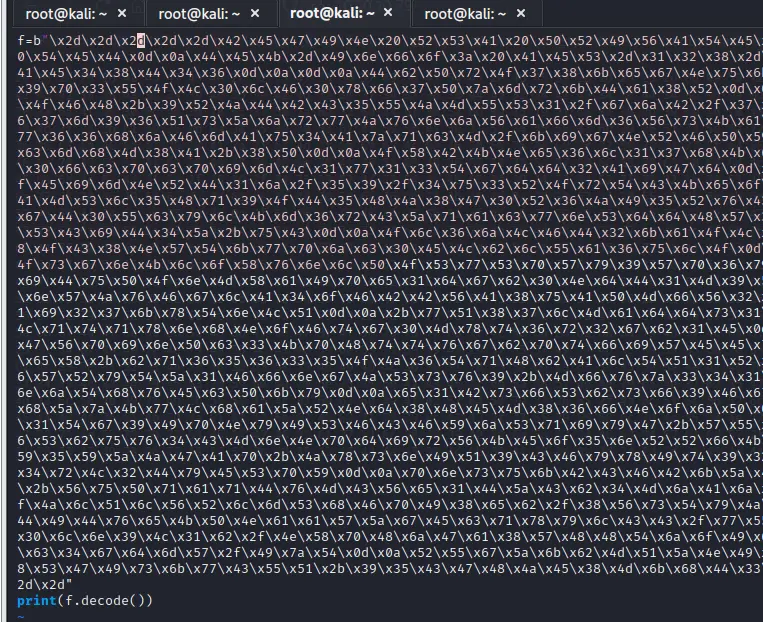 root@kali: ~ × root@kali: ~ × root@kali: ~ × root@kali: ~ ×
f=b"\x2d\x2d\x2d\x2d\x2d\x42\x45\x47\x49\x4e\x20\x52\x53\x41\x20\x50\x52\x49\x56\x41\x54\x45\
0\x54\x45\x44\x0d\x0a\x44\x45\x4b\x2d\x49\x6e\x66\x6f\x3a\x20\x41\x45\x53\x2d\x31\x32\x38\x2d
41\x45\x34\x38\x44\x34\x36\x0d\x0a\x0d\x0a\x44\x62\x50\x72\x4f\x37\x38\x6b\x65\x67\x4e\x75\x6
x39\x70\x33\x55\x4f\x4c\x30\x6c\x46\x30\x78\x66\x37\x50\x7a\x6d\x72\x6b\x44\x61\x38\x52\x0d\x
\x4f\x46\x48\x2b\x39\x52\x4a\x44\x42\x43\x35\x55\x4a\x4d\x55\x53\x31\x2f\x67\x6a\x42\x2f\x37\
6\x37\x6d\x39\x36\x51\x73\x5a\x6a\x72\x77\x4a\x76\x6e\x6a\x56\x61\x66\x6d\x36\x56\x73\x4b\x61
77\x36\x36\x68\x6a\x46\x6d\x41\x75\x34\x41\x7a\x71\x63\x4d\x2f\x6b\x69\x67\x4e\x52\x46\x50\x5
x63\x6d\x68\x4d\x38\x41\x2b\x38\x50\x0d\x0a\x4f\x58\x42\x4b\x4e\x65\x36\x6c\x31\x37\x68\x4b\x
\x30\x66\x63\x70\x63\x70\x69\x6d\x4c\x31\x77\x31\x33\x54\x67\x64\x64\x32\x41\x69\x47\x64\x0d\
f\x45\x69\x6d\x4e\x52\x44\x31\x6a\x2f\x35\x39\x2f\x34\x75\x33\x52\x4f\x72\x54\x43\x4b\x65\x6f
41\x4d\x53\x6c\x35\x48\x71\x39\x4f\x44\x35\x48\x4a\x38\x47\x30\x52\x36\x4a\x49\x35\x52\x76\x4
x67\x44\x30\x55\x63\x79\x6c\x4b\x6d\x36\x72\x43\x5a\x71\x61\x63\x77\x6e\x53\x64\x64\x48\x57\x
\x53\x43\x69\x44\x34\x5a\x2b\x75\x43\x0d\x0a\x4f\x6c\x36\x6a\x4c\x46\x44\x32\x6b\x61\x4f\x4c\
8\x4f\x43\x38\x4e\x57\x54\x6b\x77\x70\x6a\x63\x30\x45\x4c\x62\x6c\x55\x61\x36\x75\x6c\x4f\x0d
4f\x73\x67\x6e\x4b\x6c\x6f\x58\x76\x6e\x6c\x50\x4f\x53\x77\x53\x70\x57\x79\x39\x57\x70\x36\x7
x69\x44\x75\x50\x4f\x6e\x4d\x58\x61\x49\x70\x65\x31\x64\x67\x62\x30\x4e\x64\x44\x31\x4d\x39\x
\x6e\x57\x4a\x76\x46\x67\x6c\x41\x34\x6f\x46\x42\x42\x56\x41\x38\x75\x41\x50\x4d\x66\x56\x32\
1\x69\x32\x37\x6b\x78\x54\x6e\x4c\x51\x0d\x0a\x2b\x77\x51\x38\x37\x6c\x4d\x61\x64\x64\x73\x31
4c\x71\x74\x71\x78\x6e\x68\x4e\x6f\x46\x74\x67\x30\x4d\x78\x74\x36\x72\x32\x67\x62\x31\x45\x0
x47\x56\x70\x69\x6e\x50\x63\x33\x4b\x70\x48\x74\x74\x76\x67\x62\x70\x74\x66\x69\x57\x45\x45\x
\x65\x58\x2b\x62\x71\x36\x35\x36\x33\x35\x4f\x4a\x36\x54\x71\x48\x62\x41\x6c\x54\x51\x31\x52\
6\x57\x52\x79\x54\x5a\x31\x46\x66\x6e\x67\x4a\x53\x73\x76\x39\x2b\x4d\x66\x76\x7a\x33\x34\x31
6e\x6a\x54\x68\x76\x45\x63\x50\x6b\x79\x0d\x0a\x65\x31\x42\x73\x66\x53\x62\x73\x66\x39\x46\x6
x68\x5a\x7a\x4b\x77\x4c\x68\x61\x5a\x52\x4e\x64\x38\x48\x45\x4d\x38\x36\x66\x4e\x6f\x6a\x50\x
\x31\x54\x67\x39\x49\x70\x4e\x79\x49\x53\x46\x43\x46\x59\x6a\x53\x71\x69\x79\x47\x2b\x57\x55\
6\x53\x62\x75\x76\x34\x43\x4d\x6e\x4e\x70\x64\x69\x72\x56\x4b\x45\x6f\x35\x6e\x52\x52\x66\x4b
59\x35\x59\x5a\x4a\x47\x41\x70\x2b\x4a\x78\x73\x6e\x49\x51\x39\x43\x46\x79\x78\x49\x74\x39\x3
x34\x72\x4c\x32\x44\x79\x45\x53\x70\x59\x0d\x0a\x70\x6e\x73\x75\x6b\x42\x43\x46\x42\x6b\x5a\x
\x2b\x56\x75\x50\x71\x61\x71\x44\x76\x4d\x43\x56\x65\x31\x44\x5a\x43\x62\x34\x4d\x6a\x41\x6a\
f\x4a\x6c\x51\x6c\x56\x52\x6c\x6d\x53\x68\x46\x70\x49\x38\x65\x62\x2f\x38\x56\x73\x54\x79\x4a
44\x49\x44\x76\x65\x4b\x50\x4e\x61\x61\x57\x5a\x67\x45\x63\x71\x78\x79\x6c\x43\x43\x2f\x77\x5
x30\x6c\x6e\x39\x4c\x31\x62\x2f\x4e\x58\x70\x48\x6a\x47\x61\x38\x57\x48\x48\x54\x6a\x6f\x49\x
\x63\x34\x67\x64\x6d\x57\x2f\x49\x7a\x54\x0d\x0a\x52\x55\x67\x5a\x6b\x62\x4d\x51\x5a\x4e\x49\
8\x53\x47\x49\x73\x6b\x77\x43\x55\x51\x2b\x39\x35\x43\x47\x48\x4a\x45\x38\x4d\x6b\x68\x44\x33
2d\x2d"
print(f.decode())
~